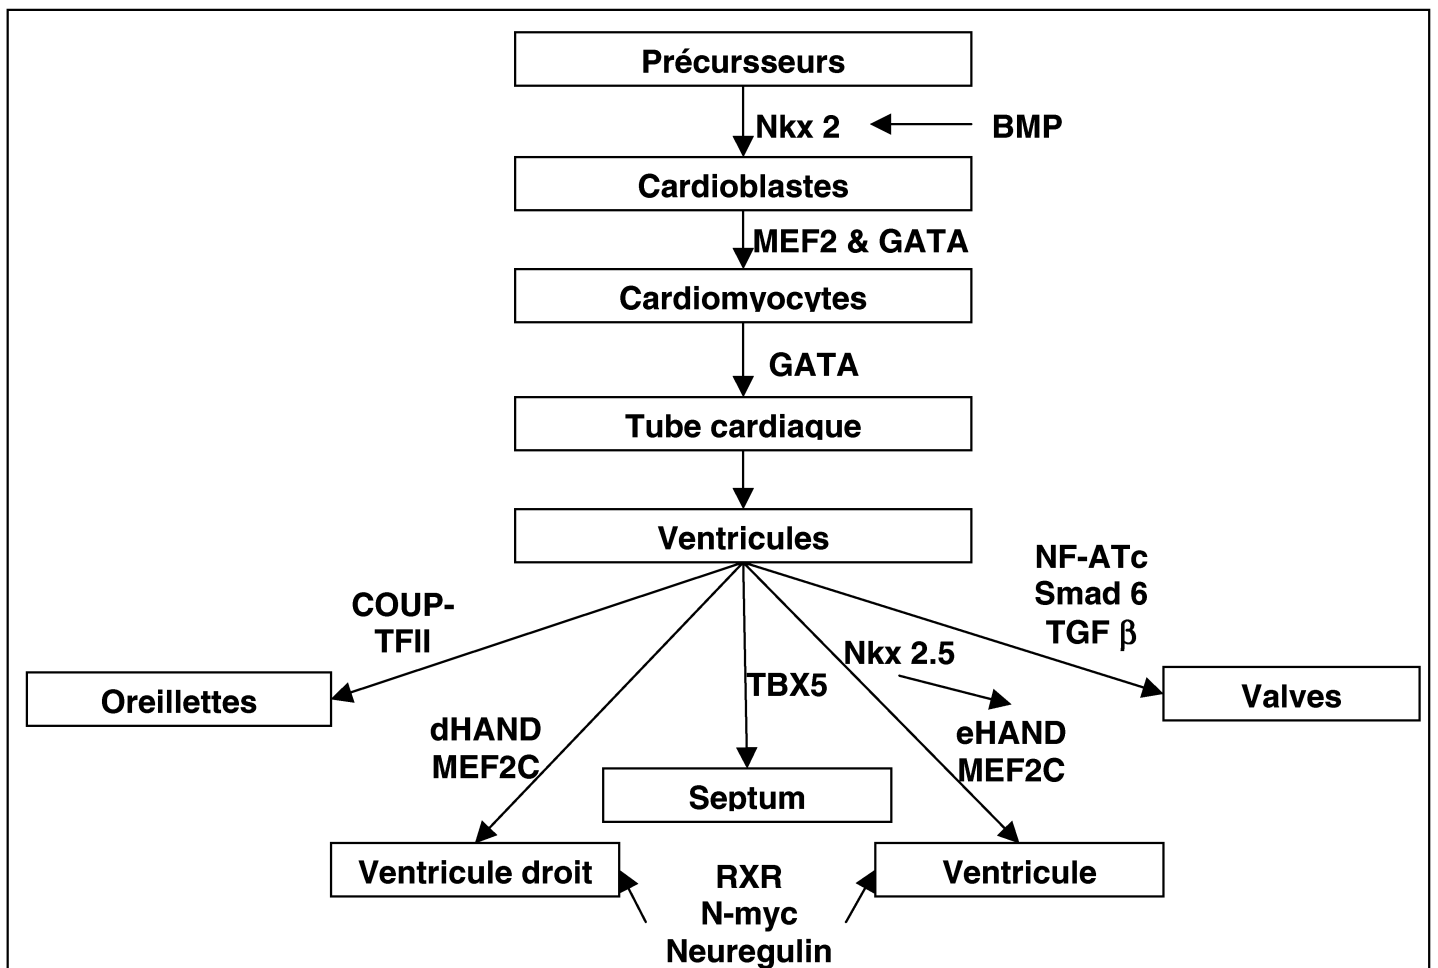 Précursseurs
Nkx 2
BMP
Cardioblastes
MEF2 & GATA
Cardiomyocytes
GATA
Tube cardiaque
Ventricules
NF-ATc
Smad 6
TGF β
COUP-
TFII
Nkx 2.5
TBX5
Oreillettes
Valves
dHAND
MEF2C
eHAND
MEF2C
Septum
Ventricule droit
Ventricule
RXR
N-myc
Neuregulin